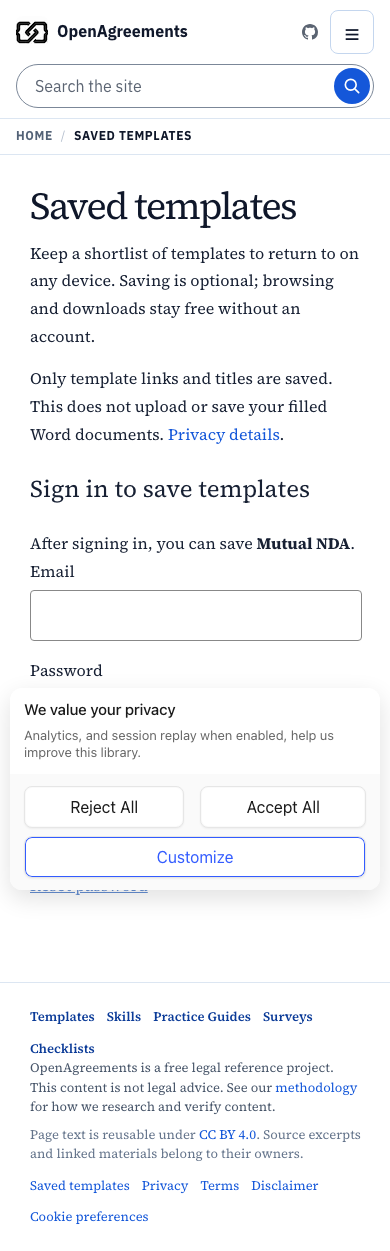 OpenAgreements
Search the site
HOME / SAVED TEMPLATES
Saved templates
Keep a shortlist of templates to return to on
any device. Saving is optional; browsing
and downloads stay free without an
account.
Only template links and titles are saved.
This does not upload or save your filled
Word documents. Privacy details.
Sign in to save templates
After signing in, you can save Mutual NDA.
Email
Password
We value your privacy
Analytics, and session replay when enabled, help us
improve this library.
Reject All
Accept All
Customize
Templates Skills Practice Guides Surveys
Checklists
OpenAgreements is a free legal reference project.
This content is not legal advice. See our methodology
for how we research and verify content.
Page text is reusable under CC BY 4.0. Source excerpts
and linked materials belong to their owners.
Saved templates Privacy Terms Disclaimer
Cookie preferences